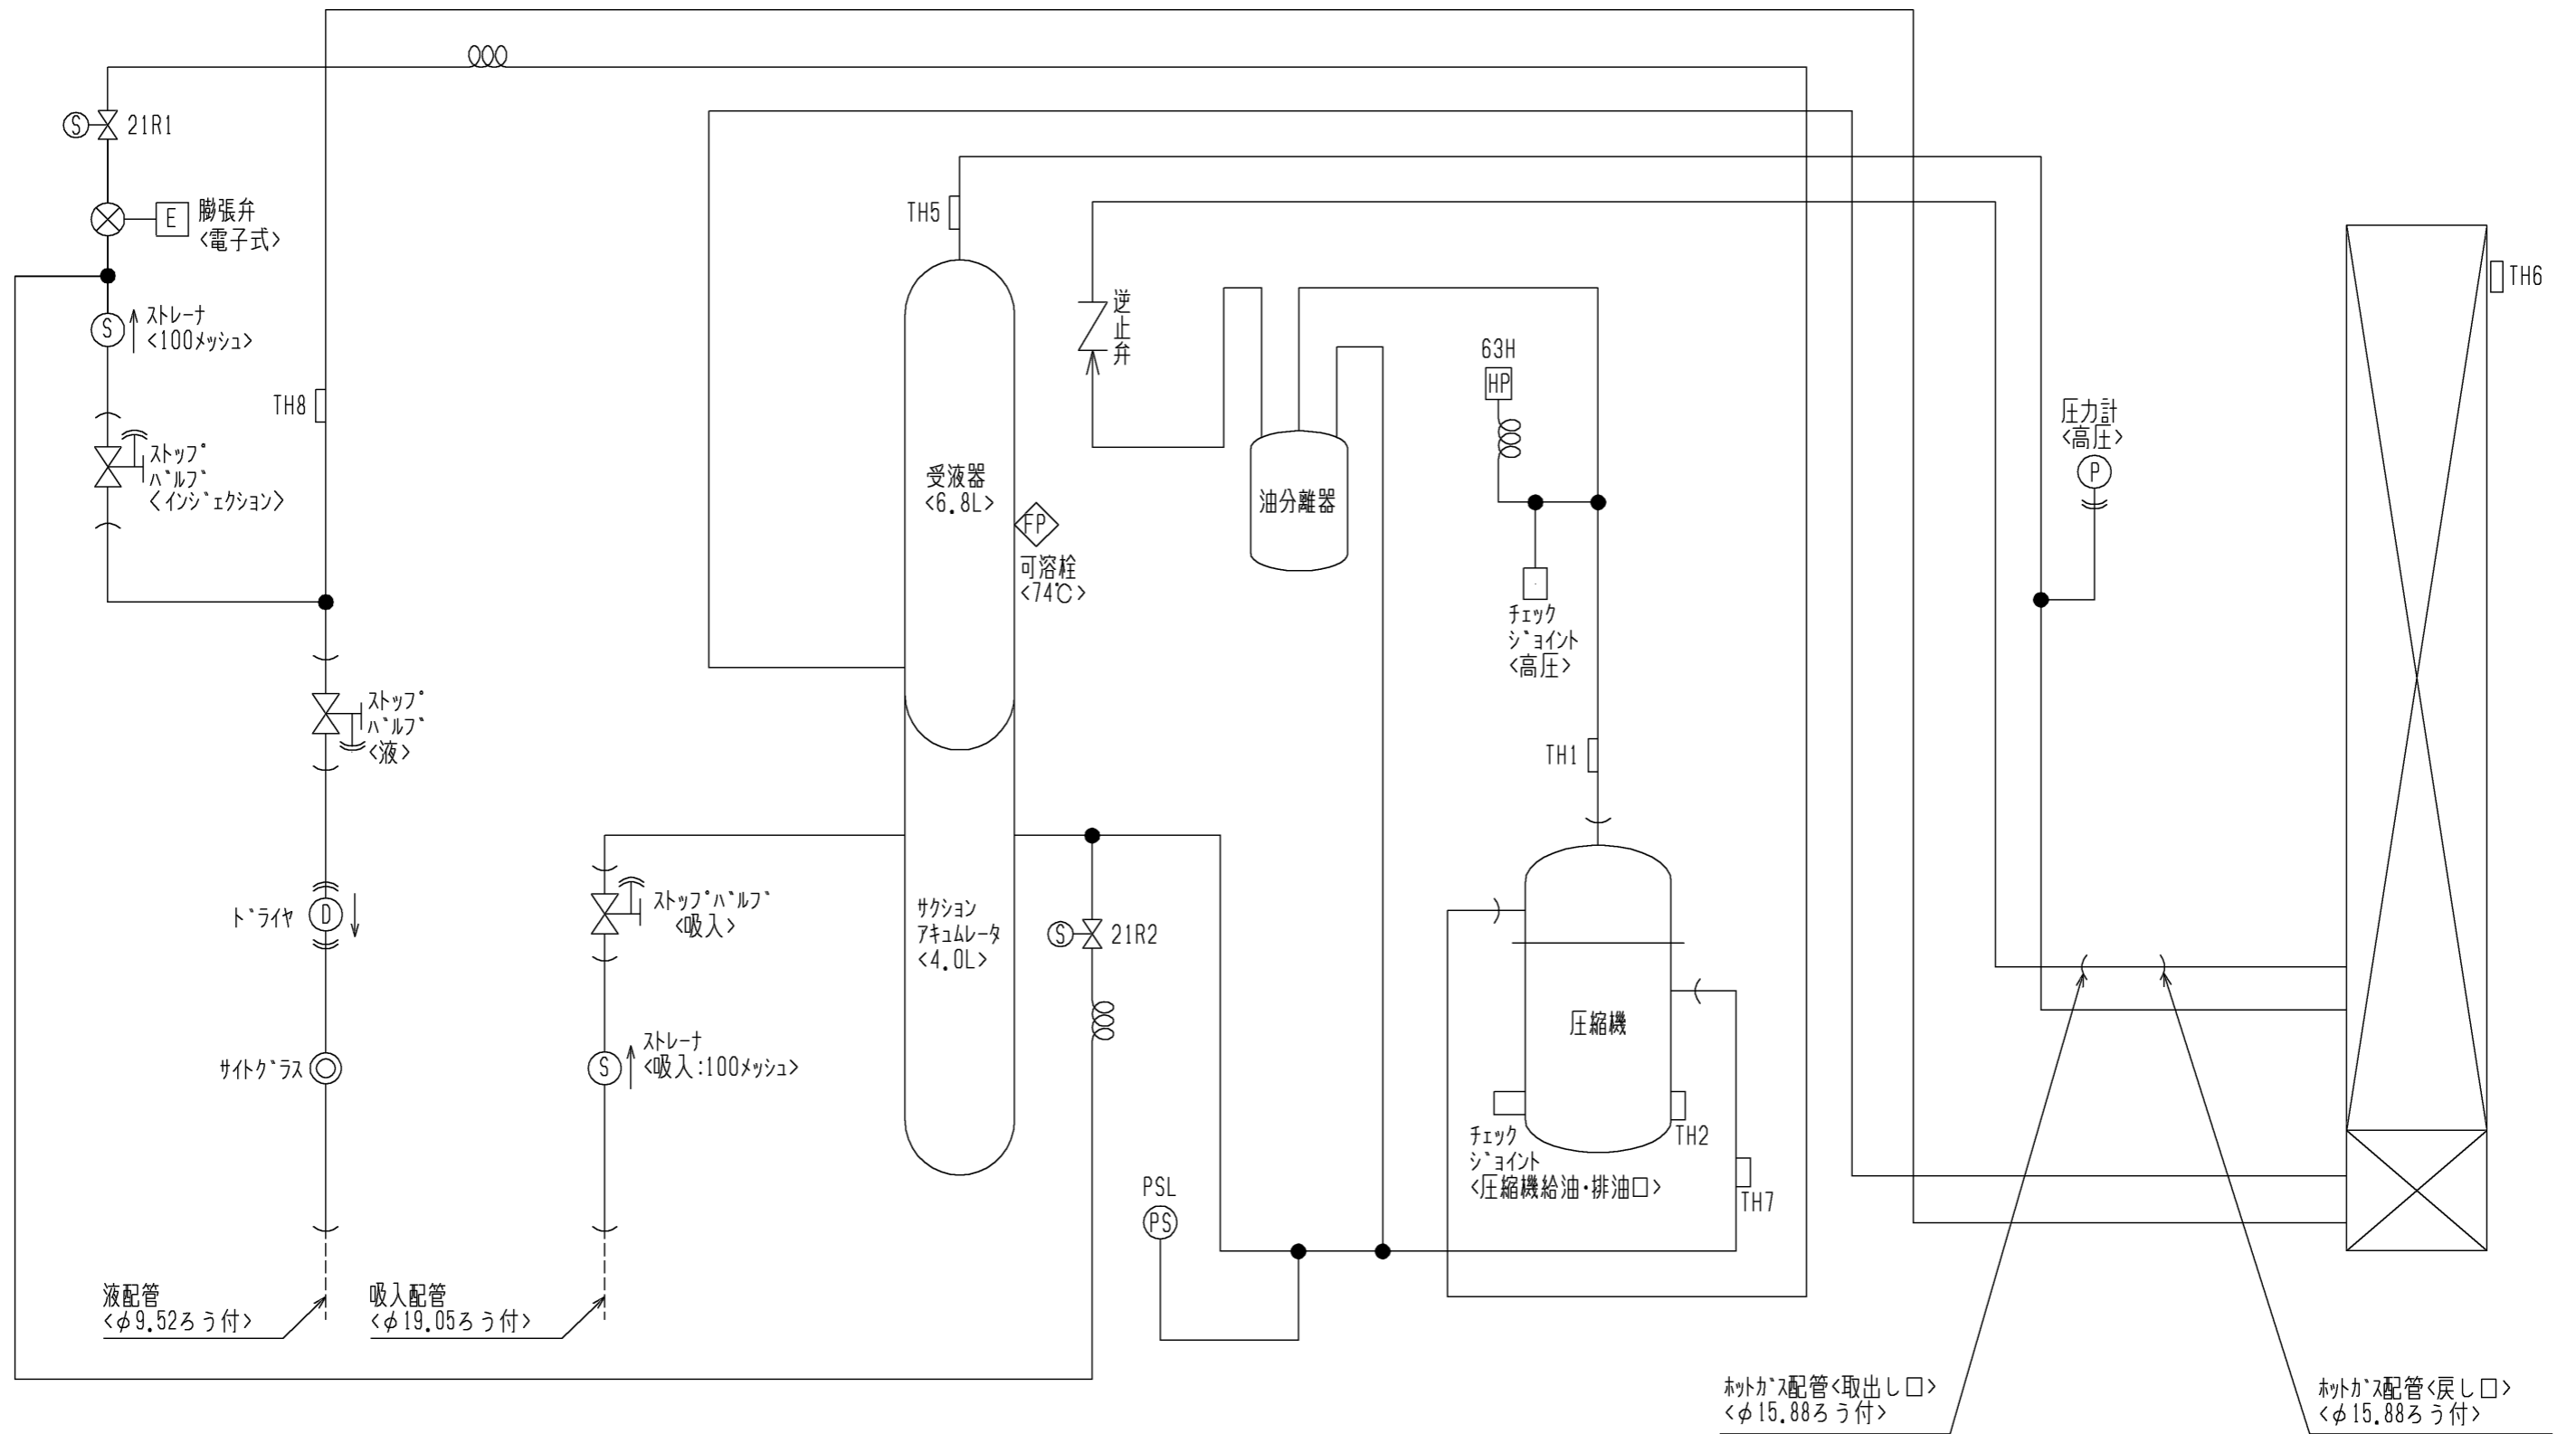 S
21R1
E
膨張弁
<電子式>
S
ストレーナ
<100メッシュ>
TH8
ストップ
バルブ
<インジェクション>
ストップ
バルブ
<液>
ドライヤ
D
サイトグラス
液配管
<φ9.52ろう付>
ストップバルブ
<吸入>
S
ストレーナ
<吸入:100メッシュ>
吸入配管
<φ19.05ろう付>
TH5
受液器
<6.8L>
FP
可溶栓
<74℃>
サクション
アキュムレータ
<4.0L>
S
21R2
逆止弁
油分離器
63H
HP
チェック
ジョイント
<高圧>
TH1
圧縮機
チェック
ジョイント
<圧縮機給油・排油口>
TH2
TH7
PSL
PS
圧力計
<高圧>
P
TH6
ホットガス配管<取出し口>
<φ15.88ろう付>
ホットガス配管<戻し口>
<φ15.88ろう付>